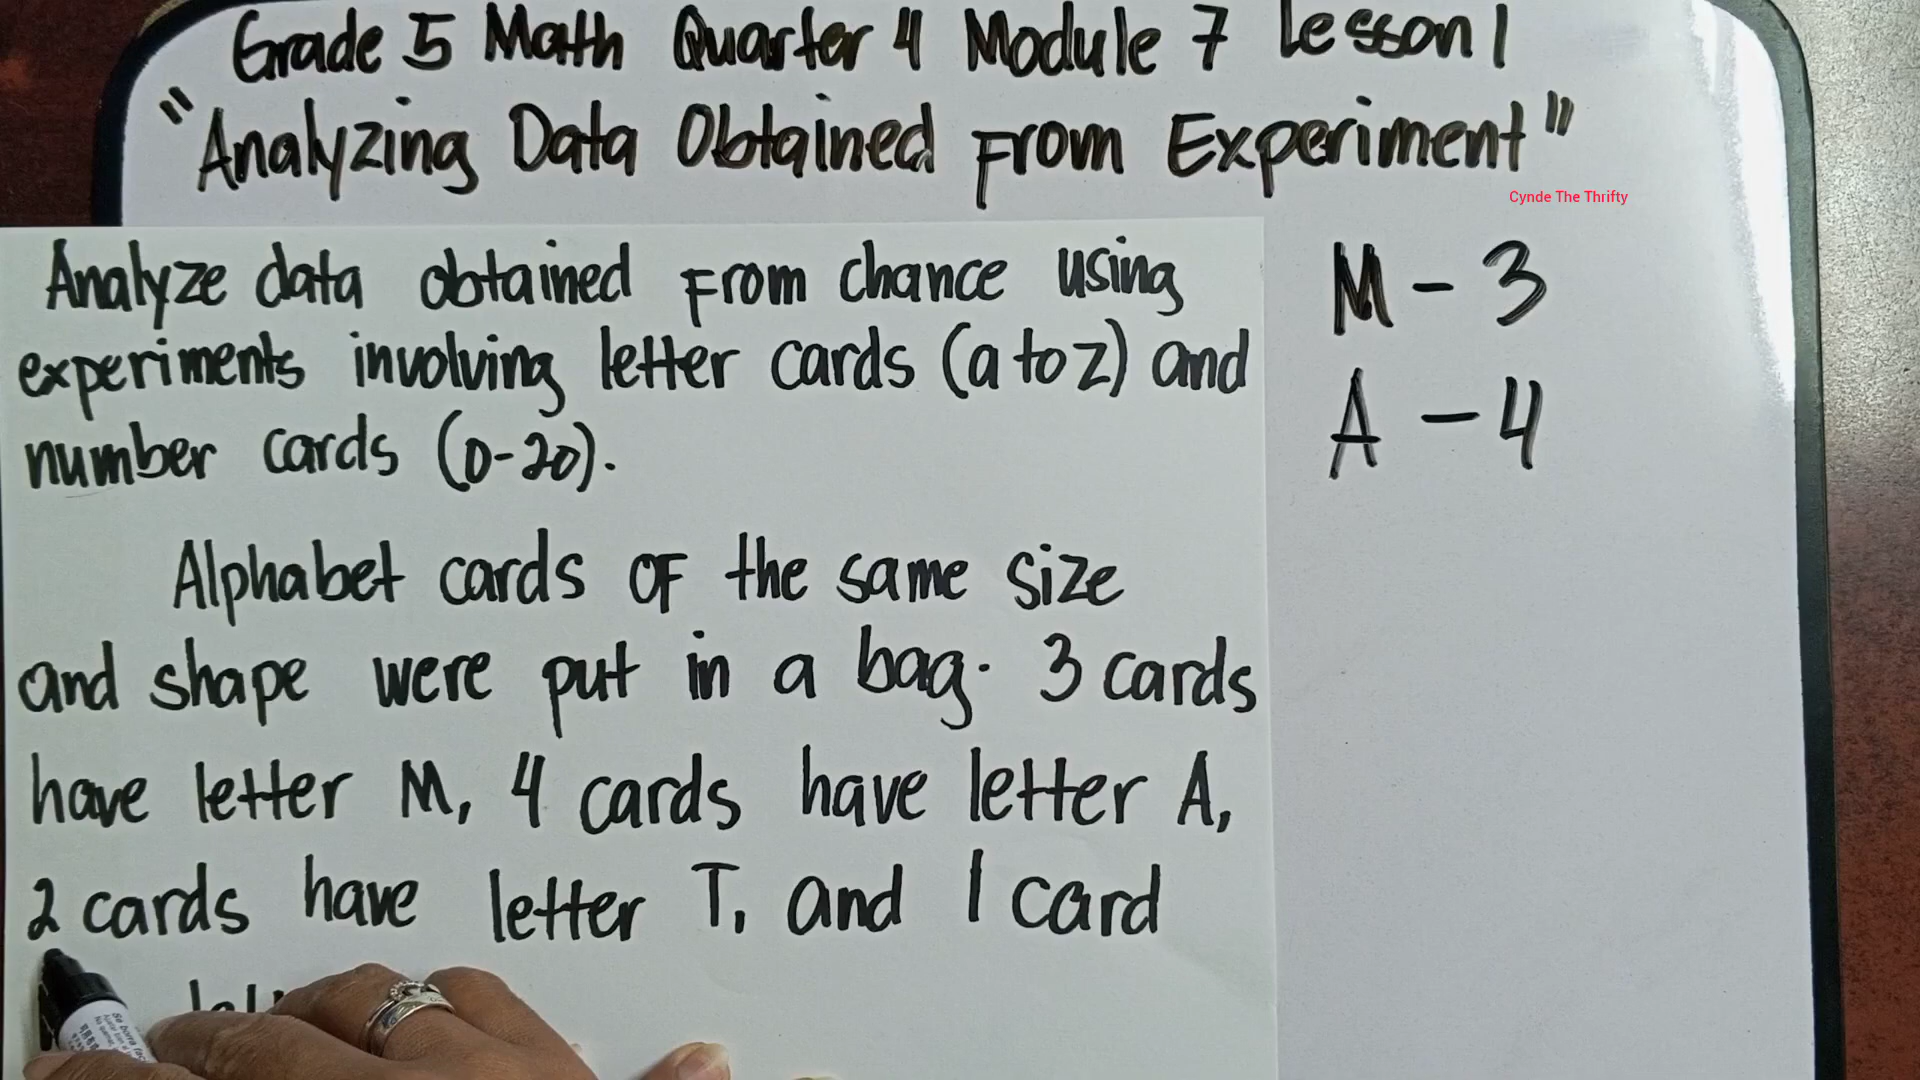 Grade 5 Math Quarter 4 Module 7 Lesson 1
"Analyzing Data Obtained From Experiment"
Cynde The Thrifty
Analyze data obtained From chance using
experiments involving letter cards (a to z) and
number cards (0-20).
Alphabet cards OF the same size
and shape were put in a bag. 3 cards
have letter M, 4 cards have letter A,
2 cards have letter T, and 1 card
M - 3
A - 4